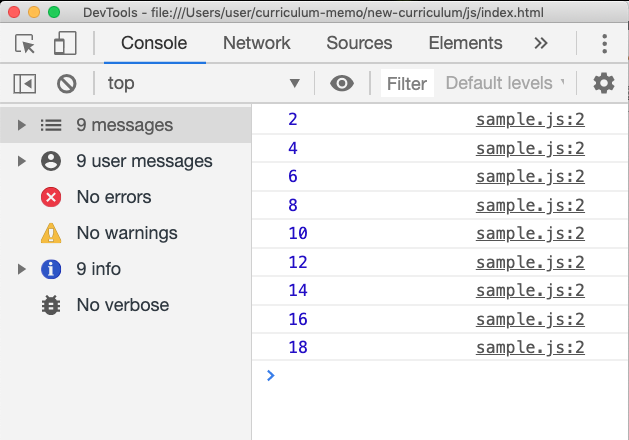 DevTools - file:///Users/user/curriculum-memo/new-curriculum/js/index.html
Console Network Sources Elements »
top Filter Default levels
9 messages
9 user messages
No errors
No warnings
9 info
No verbose
2 sample.js:2
4 sample.js:2
6 sample.js:2
8 sample.js:2
10 sample.js:2
12 sample.js:2
14 sample.js:2
16 sample.js:2
18 sample.js:2